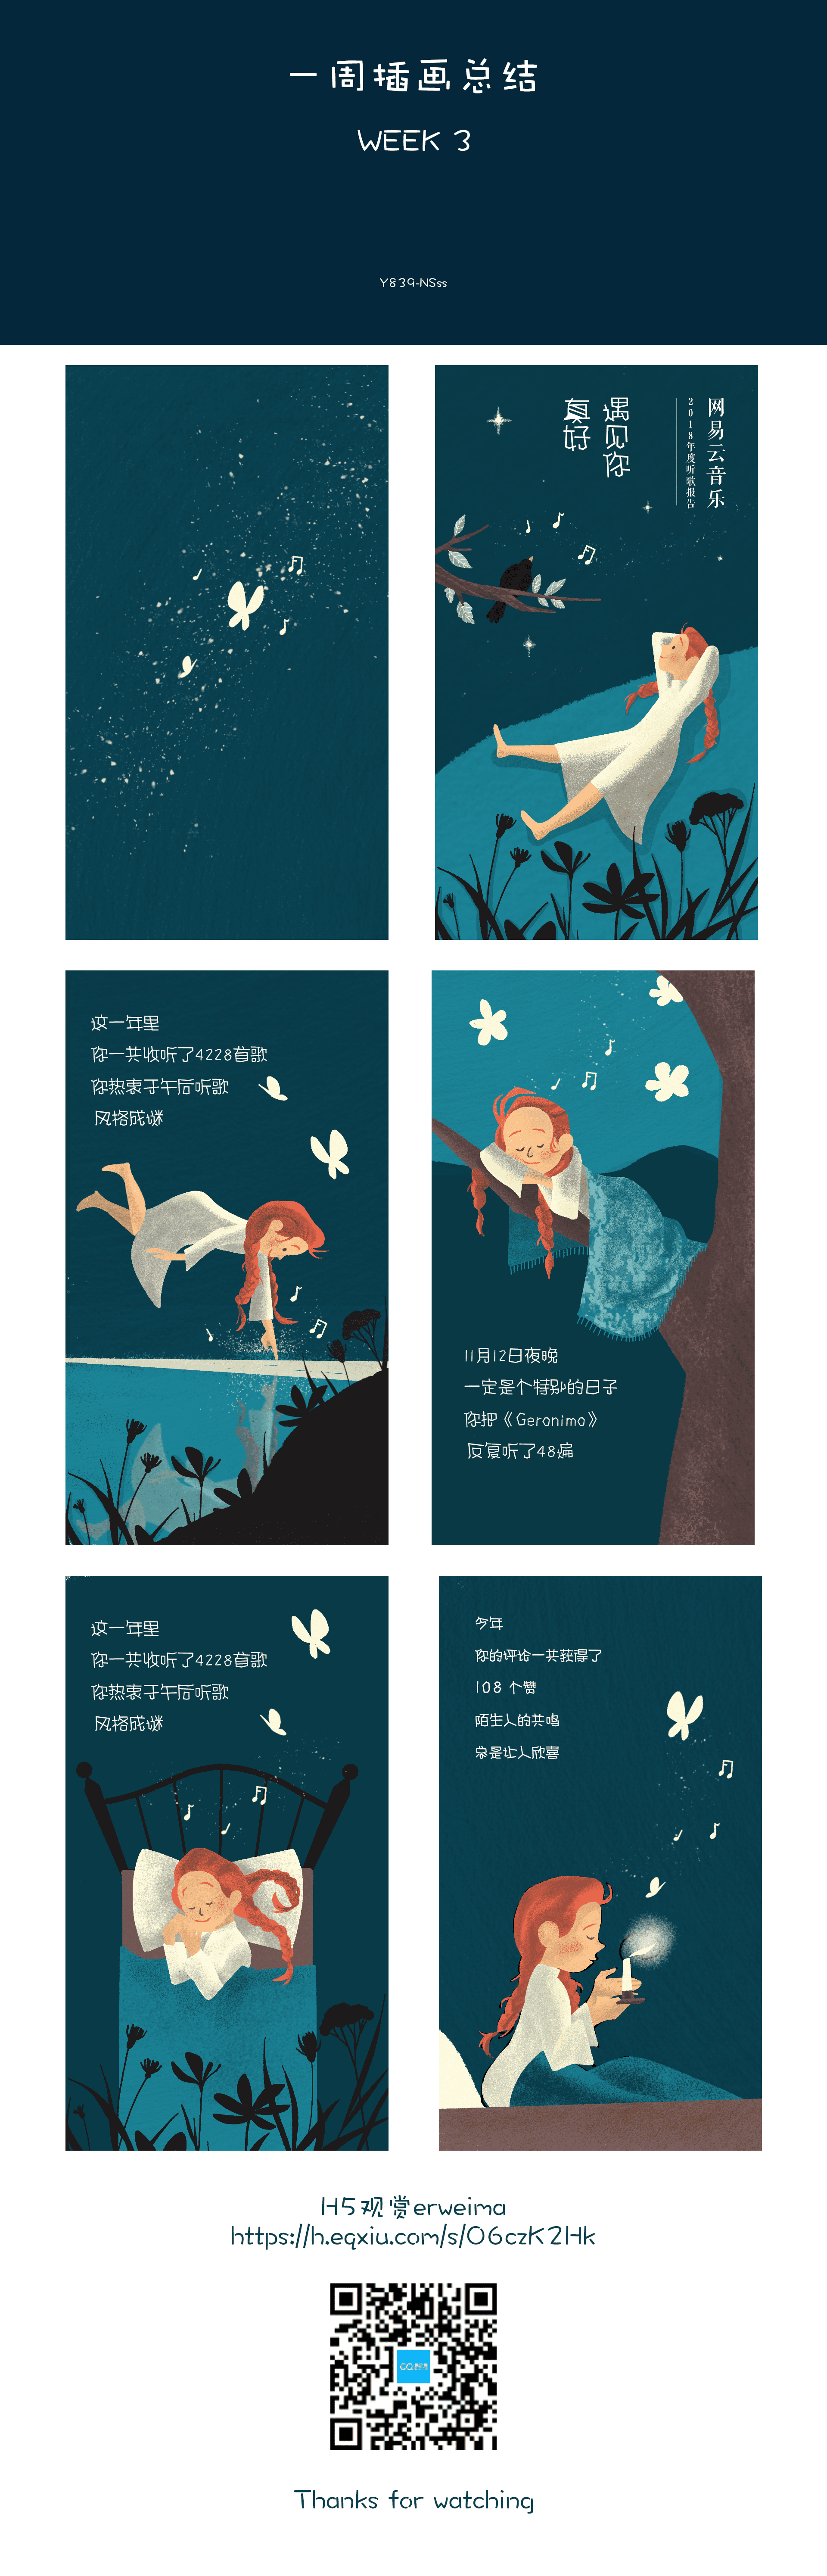 一周插画总结
WEEK 3
Y839-NSss
网易云音乐
2018年度听歌报告
遇见你
真好
这一年里
你一共收听了4228首歌
你热衷于午后听歌
风格成谜
11月12日夜晚
一定是个特别的日子
你把《Geronimo》
反复听了48遍
这一年里
你一共收听了4228首歌
你热衷于午后听歌
风格成谜
今年
你的评论一共获得了
108 个赞
陌生人的共鸣
总是让人欣喜
H5观赏erweima
https://h.eqxiu.com/s/O6czK2Hk
Thanks for watching